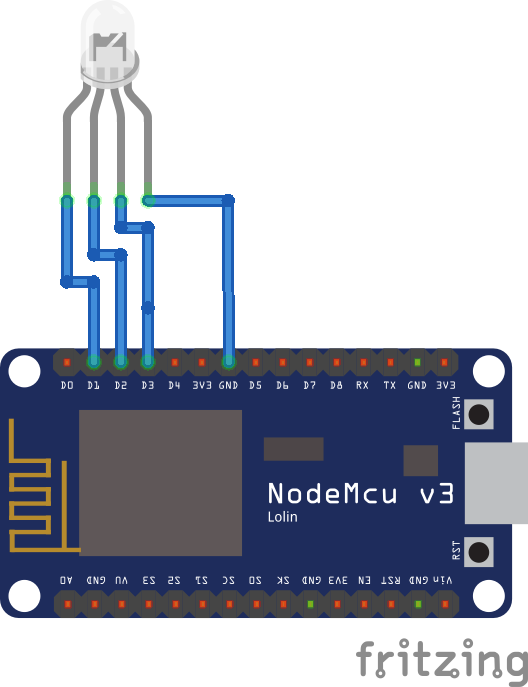 D0 D1 D2 D3 D4 3V3 GND D5 D6 D7 D8 RX TX GND 3V3
FLASH
NodeMcu v3
Lolin
RST
A0 GND VU S3 S2 S1 SC SO SK GND 3V3 EN RST GND Vin
fritzing